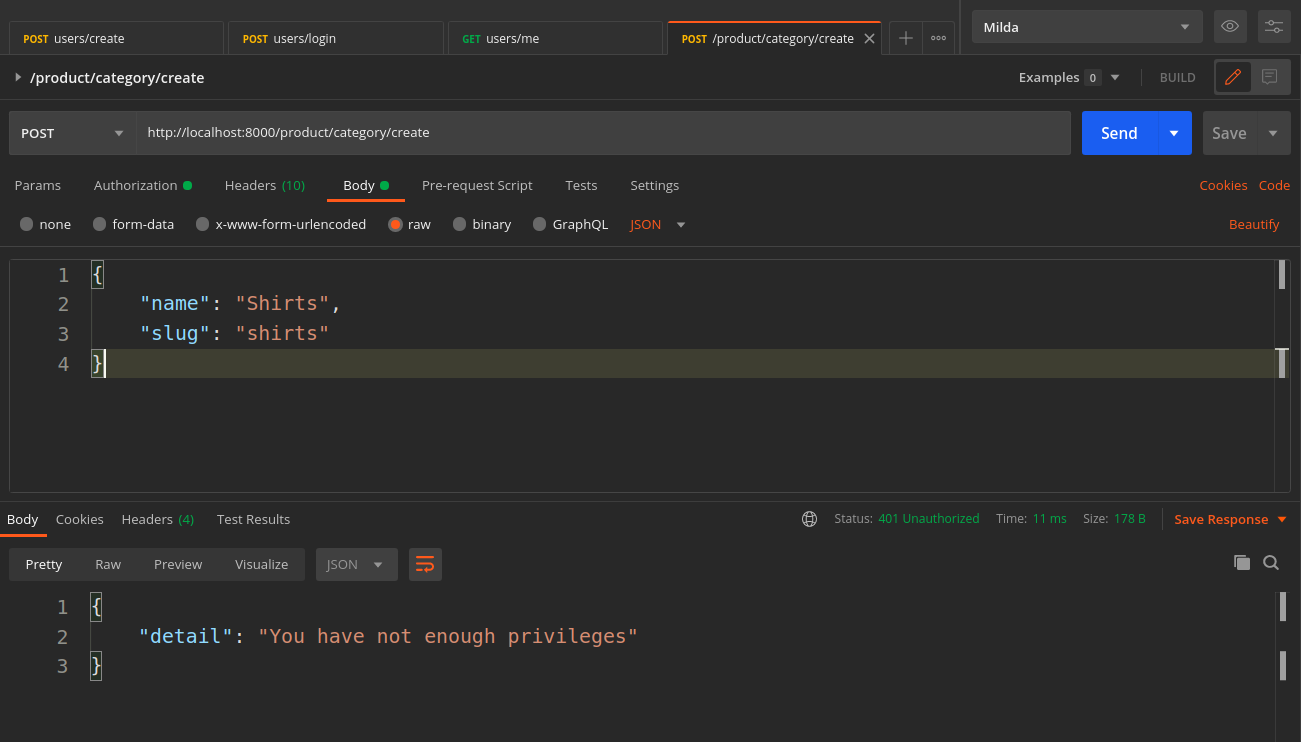 POST users/create POST users/login GET users/me POST /product/category/create Milda
/product/category/create Examples 0 BUILD
POST http://localhost:8000/product/category/create Send Save
Params Authorization Headers (10) Body Pre-request Script Tests Settings Cookies Code
none form-data x-www-form-urlencoded raw binary GraphQL JSON Beautify
1 {
2 "name": "Shirts",
3 "slug": "shirts"
4 }
Body Cookies Headers (4) Test Results Status: 401 Unauthorized Time: 11 ms Size: 178 B Save Response
Pretty Raw Preview Visualize JSON
1 {
2 "detail": "You have not enough privileges"
3 }